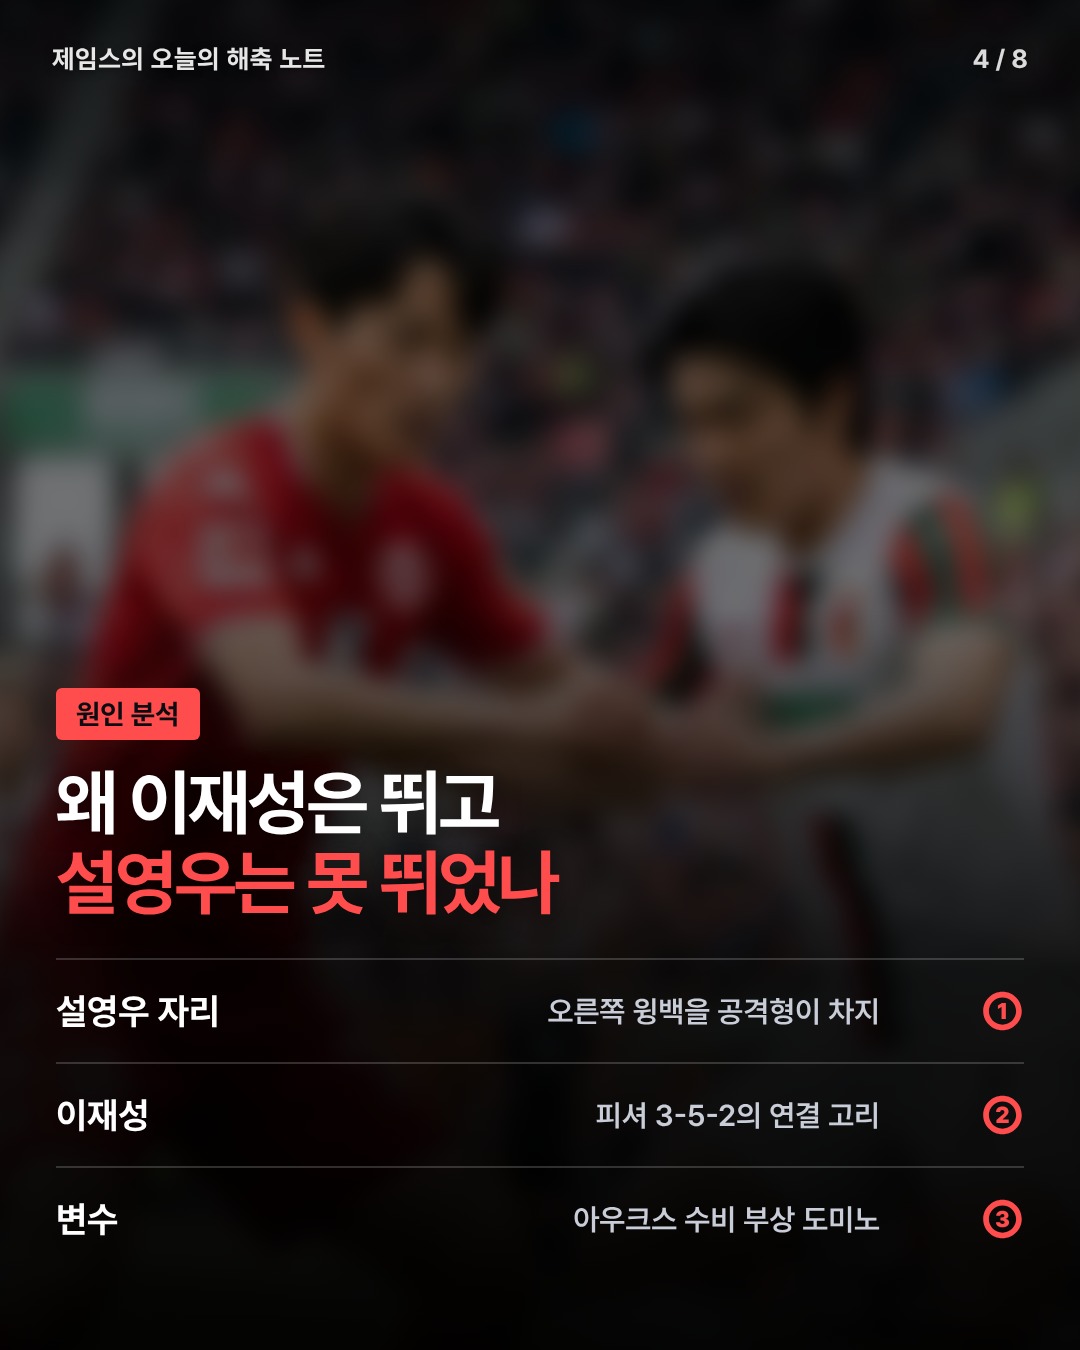 제임스의 오늘의 해축 노트
4 / 8
원인 분석
왜 이재성은 뛰고
설영우는 못 뛰었나
설영우 자리 오른쪽 윙백을 공격형이 차지 ①
이재성 피셔 3-5-2의 연결 고리 ②
변수 아우크스 수비 부상 도미노 ③